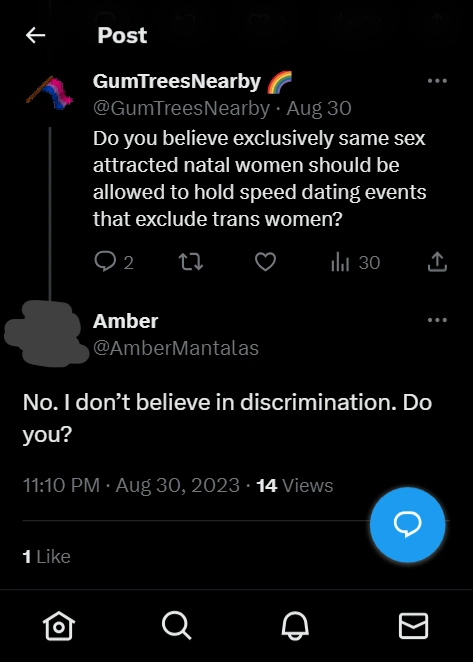 Post
GumTreesNearby 🌈
@GumTreesNearby · Aug 30
Do you believe exclusively same sex
attracted natal women should be
allowed to hold speed dating events
that exclude trans women?
2
30
Amber
@AmberMantalas
No. I don’t believe in discrimination. Do
you?
11:10 PM · Aug 30, 2023 · 14 Views
1 Like